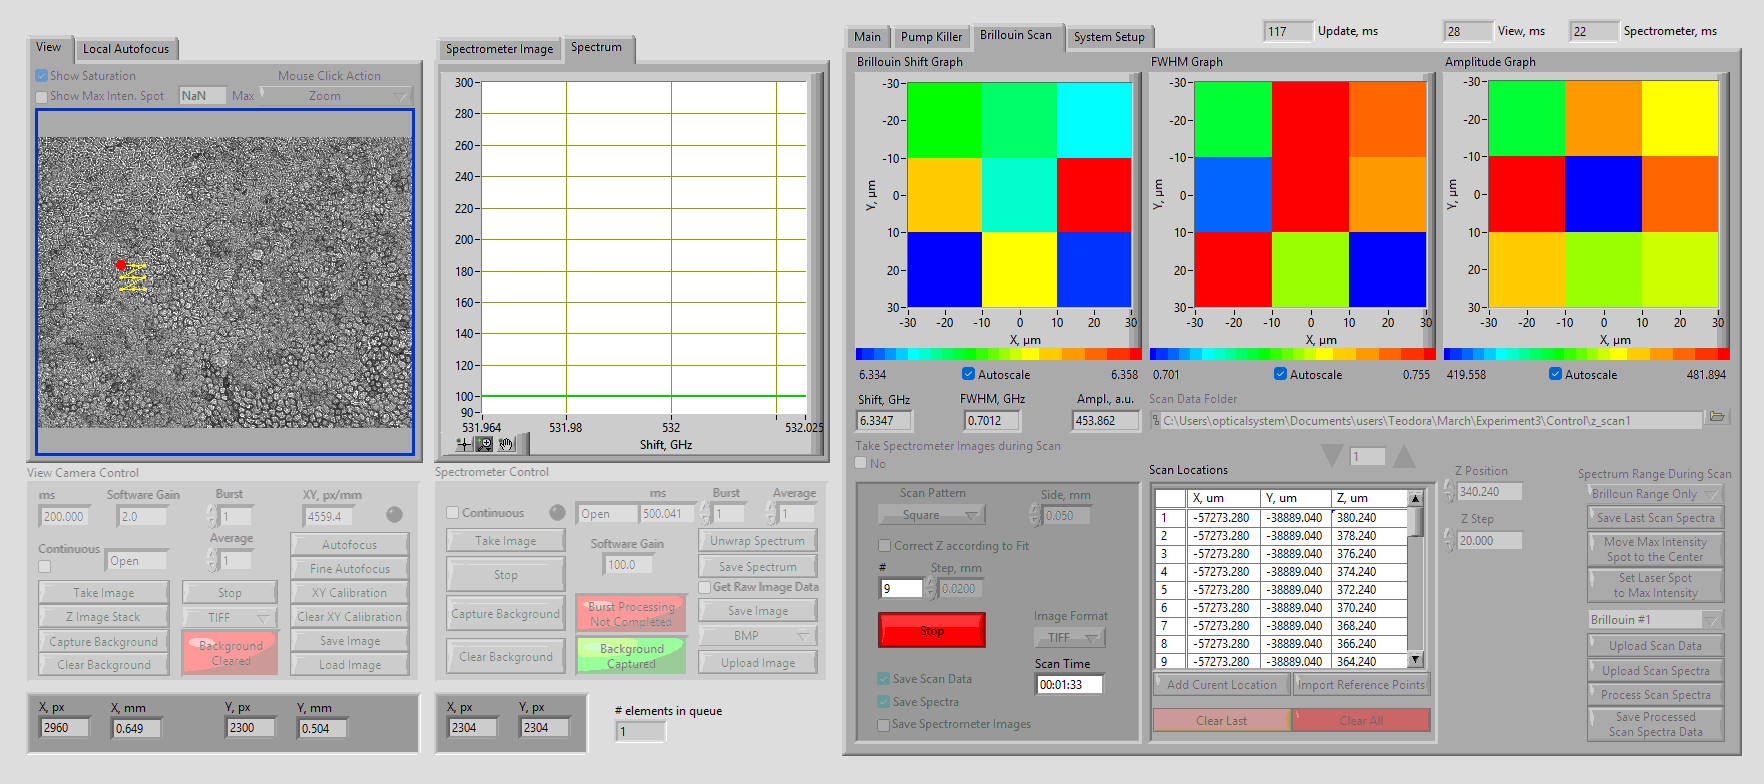 View
Local Autofocus
Show Saturation
Mouse Click Action
Show Max Inten. Spot
NaN
Max
Zoom
View Camera Control
ms
Software Gain
Burst
XY, px/mm
200.000
2.0
1
4559.4
Continuous
Open
Average
1
Autofocus
Fine Autofocus
Take Image
Stop
XY Calibration
Z Image Stack
TIFF
Clear XY Calibration
Capture Background
Background
Cleared
Save Image
Clear Background
Load Image
X, px
X, mm
Y, px
Y, mm
2960
0.649
2300
0.504
Spectrometer Image
Spectrum
300
280
260
240
220
200
180
160
140
120
100
90
531.964
531.98
532
532.025
Shift, GHz
Spectrometer Control
ms
Burst
Average
Continuous
Open
500.041
1
1
Take Image
Software Gain
Unwrap Spectrum
Stop
100.0
Save Spectrum
Get Raw Image Data
Capture Background
Burst Processing
Not Completed
Save Image
BMP
Clear Background
Background
Captured
Upload Image
X, px
Y, px
2304
2304
# elements in queue
1
117
Update, ms
28
View, ms
22
Spectrometer, ms
Main
Pump Killer
Brillouin Scan
System Setup
Brillouin Shift Graph
FWHM Graph
Amplitude Graph
-30
-20
-10
0
10
20
30
Y, µm
-30
-20
-10
0
10
20
30
X, µm
-30
-20
-10
0
10
20
30
Y, µm
-30
-20
-10
0
10
20
30
X, µm
-30
-20
-10
0
10
20
30
Y, µm
-30
-20
-10
0
10
20
30
X, µm
6.334
Autoscale
6.358
0.701
Autoscale
0.755
419.558
Autoscale
481.894
Shift, GHz
FWHM, GHz
Ampl., a.u.
Scan Data Folder
6.3347
0.7012
453.862
C:\Users\opticalsystem\Documents\users\Teodora\March\Experiment3\Control\z_scan1
Take Spectrometer Images during Scan
No
1
Scan Pattern
Side, mm
Square
0.050
Correct Z according to Fit
#
Step, mm
9
0.0200
Stop
Image Format
TIFF
Scan Time
00:01:33
Save Scan Data
Save Spectra
Save Spectrometer Images
Scan Locations
X, um Y, um Z, um
1 -57273.280 -38889.040 380.240
2 -57273.280 -38889.040 378.240
3 -57273.280 -38889.040 376.240
4 -57273.280 -38889.040 374.240
5 -57273.280 -38889.040 372.240
6 -57273.280 -38889.040 370.240
7 -57273.280 -38889.040 368.240
8 -57273.280 -38889.040 366.240
9 -57273.280 -38889.040 364.240
Add Curent Location
Import Reference Points
Clear Last
Clear All
Z Position
340.240
Z Step
20.000
Spectrum Range During Scan
Brilloun Range Only
Save Last Scan Spectra
Move Max Intensity
Spot to the Center
Set Laser Spot
to Max Intensity
Brillouin #1
Upload Scan Data
Upload Scan Spectra
Process Scan Spectra
Save Processed
Scan Spectra Data